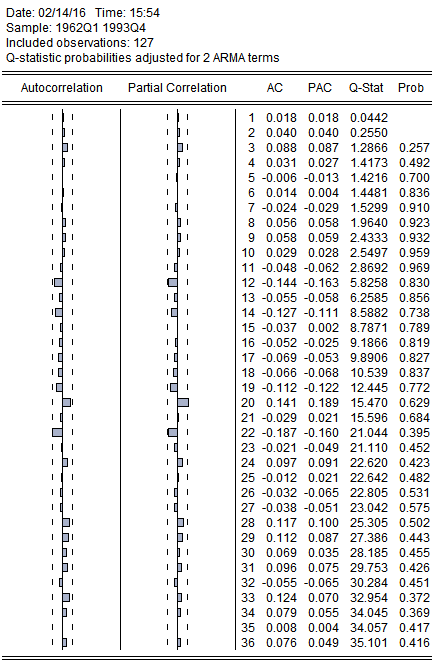 Date: 02/14/16 Time: 15:54
Sample: 1962Q1 1993Q4
Included observations: 127
Q-statistic probabilities adjusted for 2 ARMA terms
Autocorrelation Partial Correlation AC PAC Q-Stat Prob
1 0.018 0.018 0.0442
2 0.040 0.040 0.2550
3 0.088 0.087 1.2866 0.257
4 0.031 0.027 1.4173 0.492
5 -0.006 -0.013 1.4216 0.700
6 0.014 0.004 1.4481 0.836
7 -0.024 -0.029 1.5299 0.910
8 0.056 0.058 1.9640 0.923
9 0.058 0.059 2.4333 0.932
10 0.029 0.028 2.5497 0.959
11 -0.048 -0.062 2.8692 0.969
12 -0.144 -0.163 5.8258 0.830
13 -0.055 -0.058 6.2585 0.856
14 -0.127 -0.111 8.5882 0.738
15 -0.037 0.002 8.7871 0.789
16 -0.052 -0.025 9.1866 0.819
17 -0.069 -0.053 9.8906 0.827
18 -0.066 -0.068 10.539 0.837
19 -0.112 -0.122 12.445 0.772
20 0.141 0.189 15.470 0.629
21 -0.029 0.021 15.596 0.684
22 -0.187 -0.160 21.044 0.395
23 -0.021 -0.049 21.110 0.452
24 0.097 0.091 22.620 0.423
25 -0.012 0.021 22.642 0.482
26 -0.032 -0.065 22.805 0.531
27 -0.038 -0.051 23.042 0.575
28 0.117 0.100 25.305 0.502
29 0.112 0.087 27.386 0.443
30 0.069 0.035 28.185 0.455
31 0.096 0.075 29.753 0.426
32 -0.055 -0.065 30.284 0.451
33 0.124 0.070 32.954 0.372
34 0.079 0.055 34.045 0.369
35 0.008 0.004 34.057 0.417
36 0.076 0.049 35.101 0.416